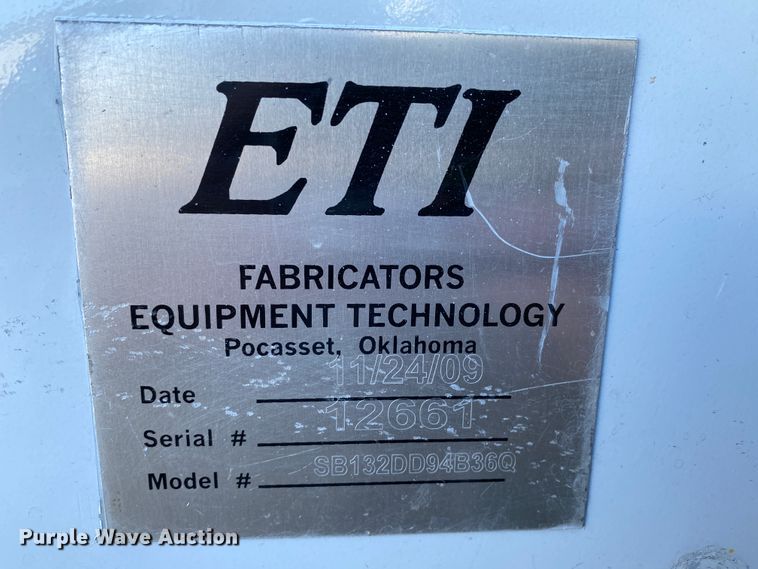 ETI
FABRICATORS
EQUIPMENT TECHNOLOGY
Pocasset, Oklahoma
Date 11/24/09
Serial # 12661
Model # SB132DD94B36Q
Purple Wave Auction